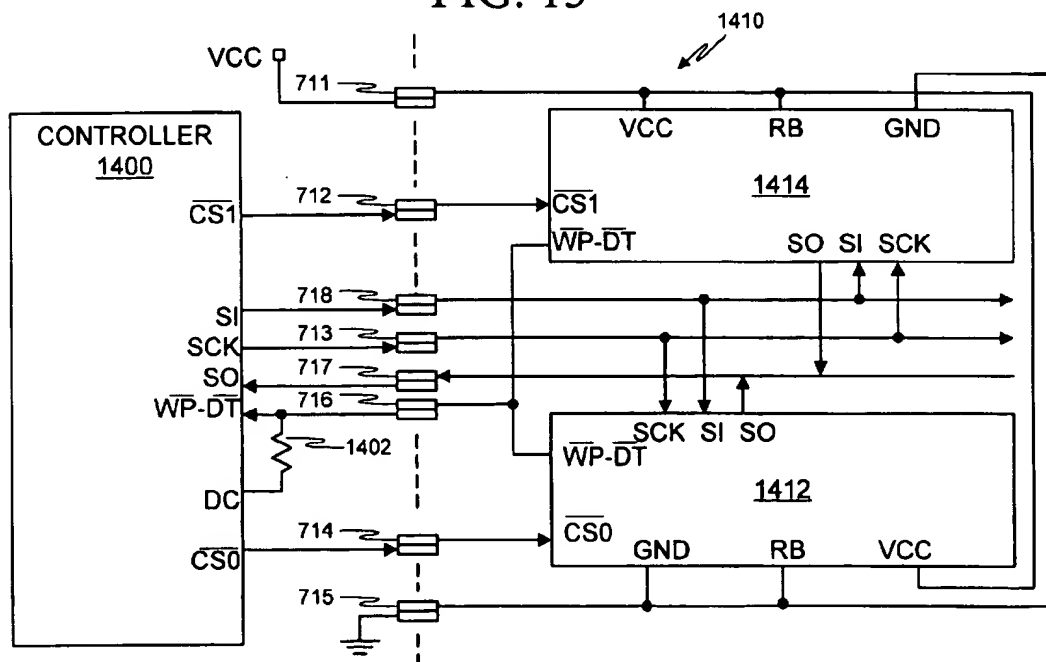 FIG. 13
1410
VCC
711
CONTROLLER
1400
VCC RB GND
1414
712
CS1
CS1
WP-DT
SO SI SCK
718
SI
713
SCK
717
SO
716
WP-DT
1402
SCK SI SO
WP-DT
1412
DC
714
CS0
CS0
GND RB VCC
715